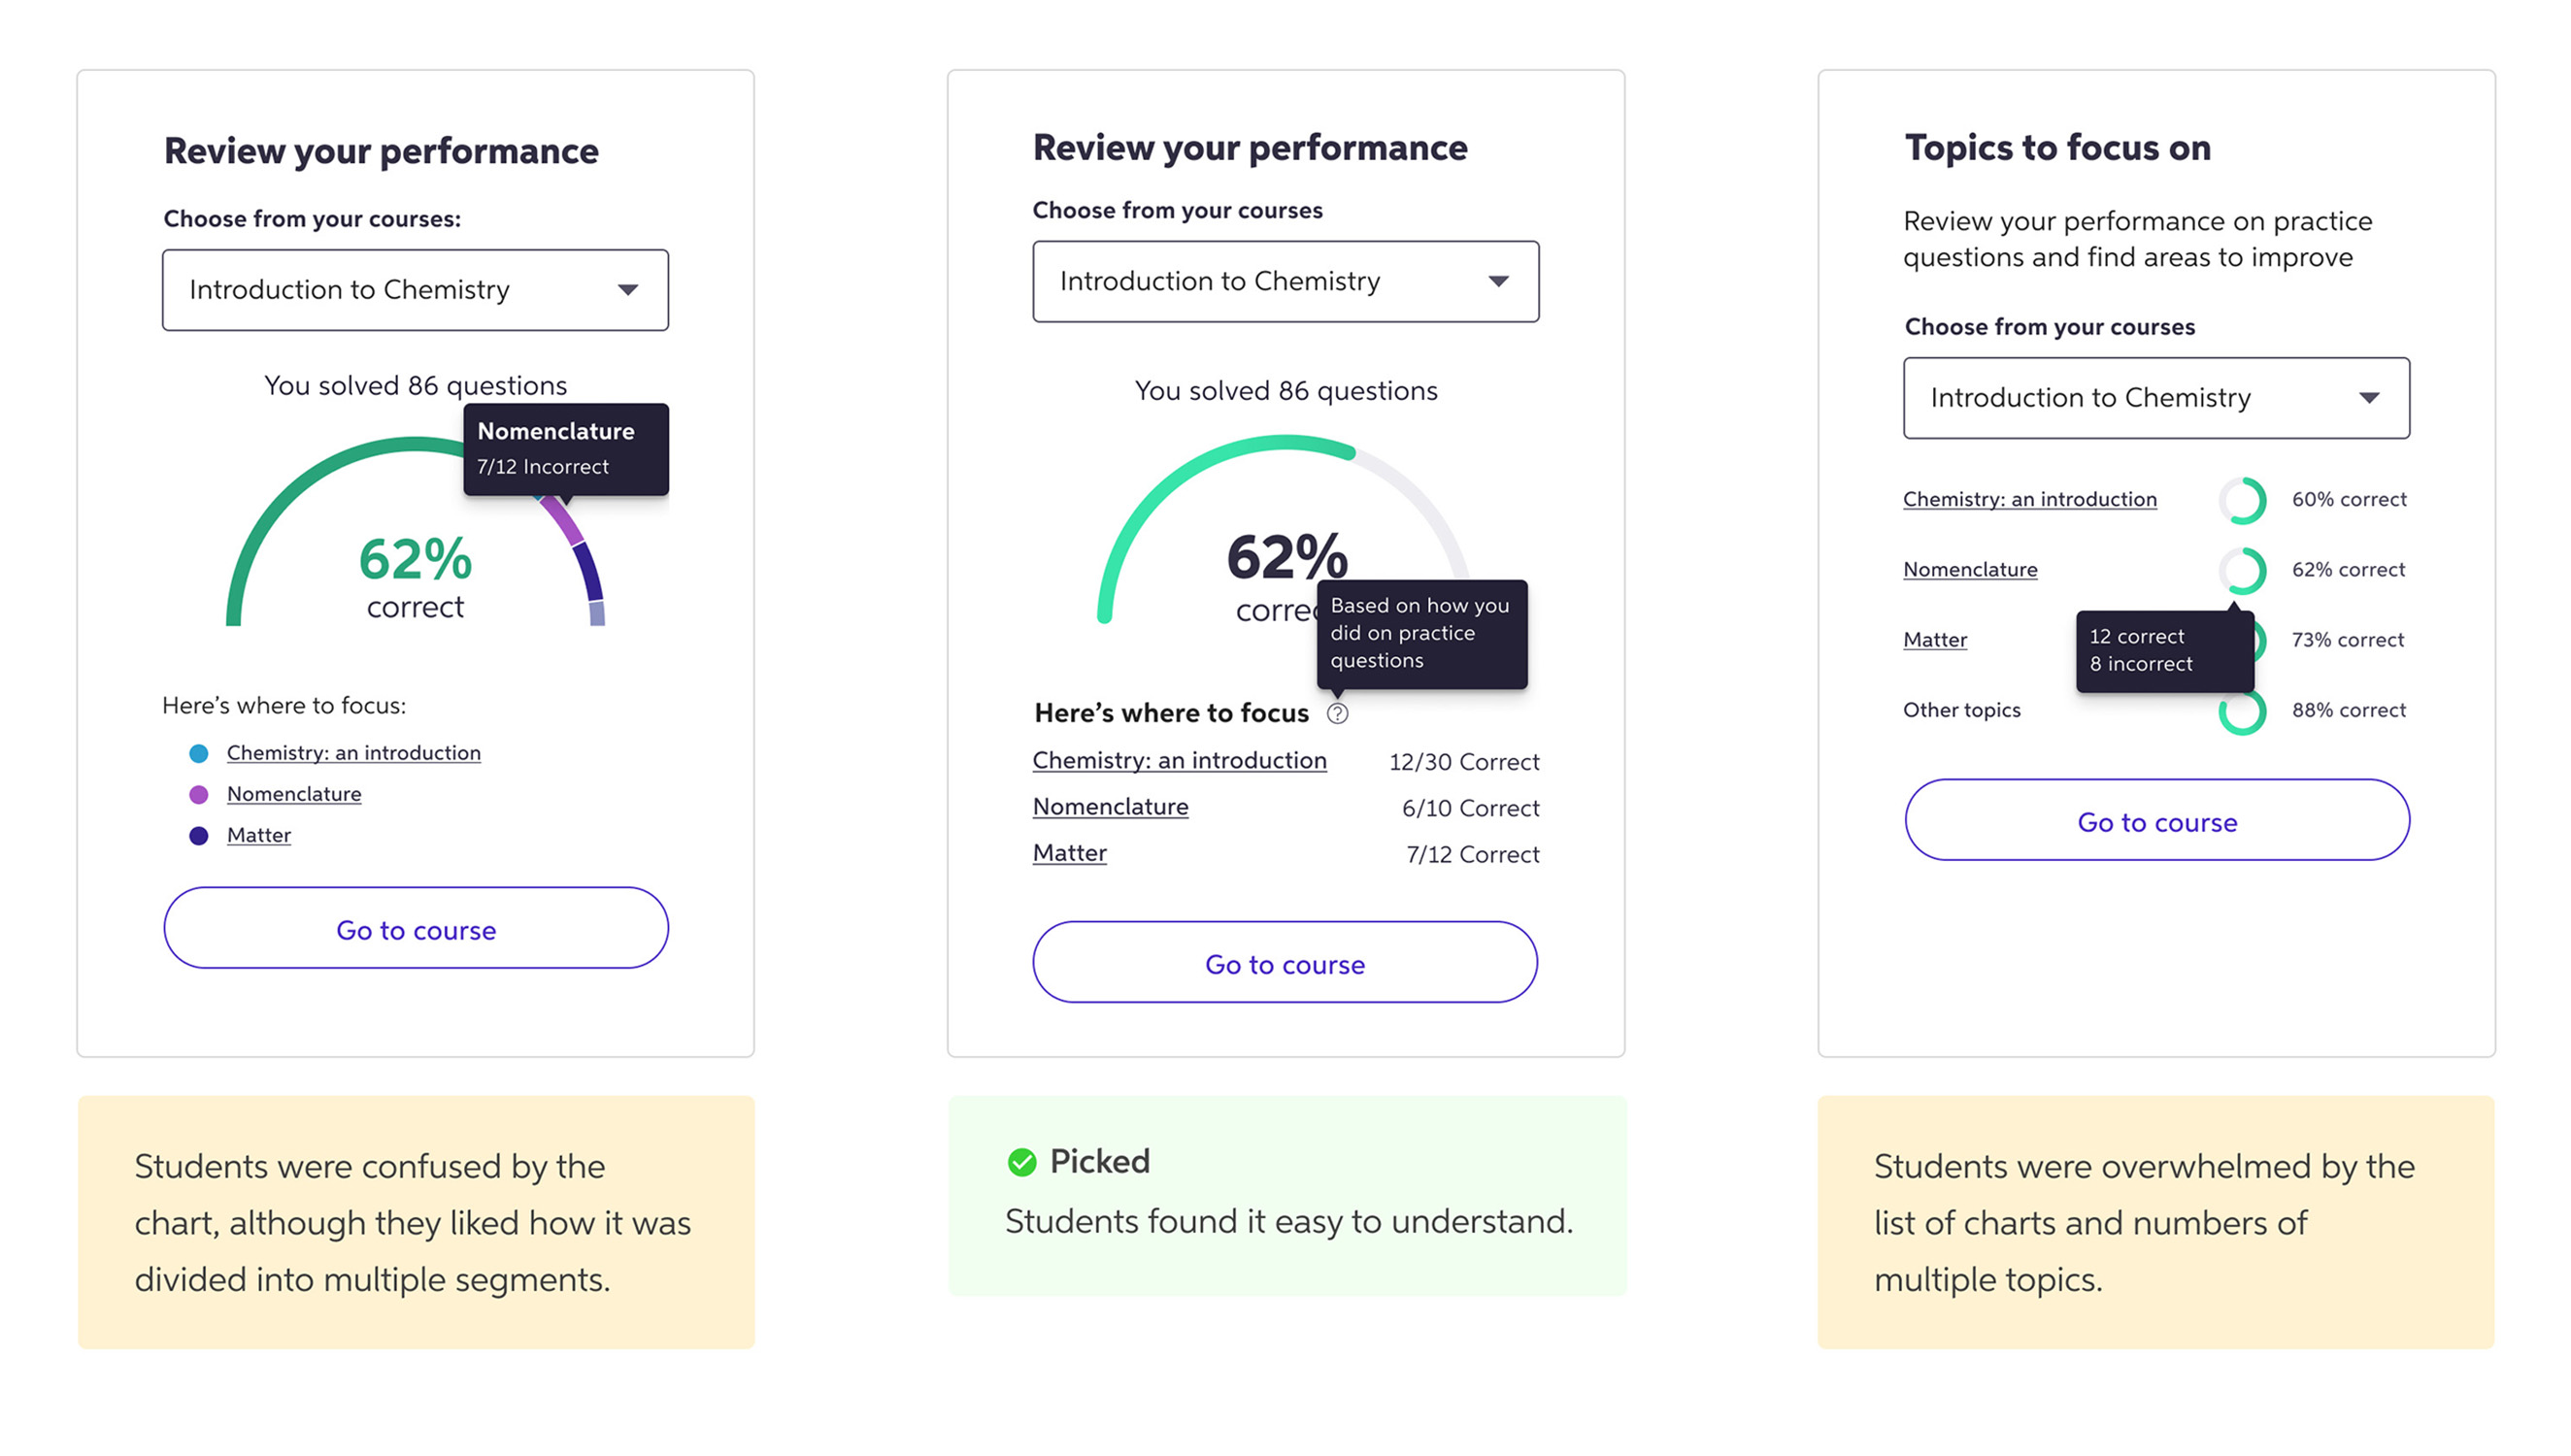 Review your performance
Choose from your courses:
Introduction to Chemistry
You solved 86 questions
Nomenclature
7/12 Incorrect
62%
correct
Here's where to focus:
Chemistry: an introduction
Nomenclature
Matter
Go to course
Students were confused by the
chart, although they liked how it was
divided into multiple segments.
Review your performance
Choose from your courses
Introduction to Chemistry
You solved 86 questions
62%
correc
Based on how you
did on practice
questions
Here's where to focus ?
Chemistry: an introduction 12/30 Correct
Nomenclature 6/10 Correct
Matter 7/12 Correct
Go to course
Picked
Students found it easy to understand.
Topics to focus on
Review your performance on practice
questions and find areas to improve
Choose from your courses
Introduction to Chemistry
Chemistry: an introduction 60% correct
Nomenclature 62% correct
12 correct
8 incorrect
Matter 73% correct
Other topics 88% correct
Go to course
Students were overwhelmed by the
list of charts and numbers of
multiple topics.